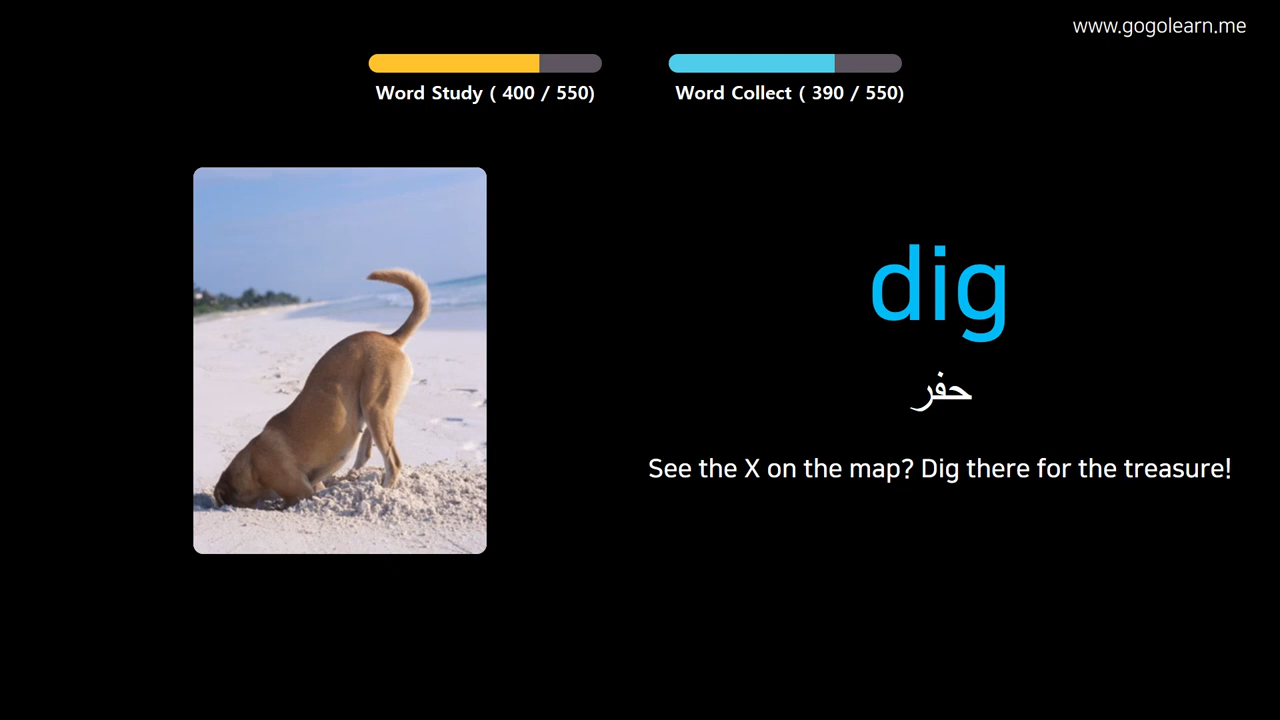 www.gogolearn.me
Word Study ( 400 / 550)
Word Collect ( 390 / 550)
dig
حفر
See the X on the map? Dig there for the treasure!